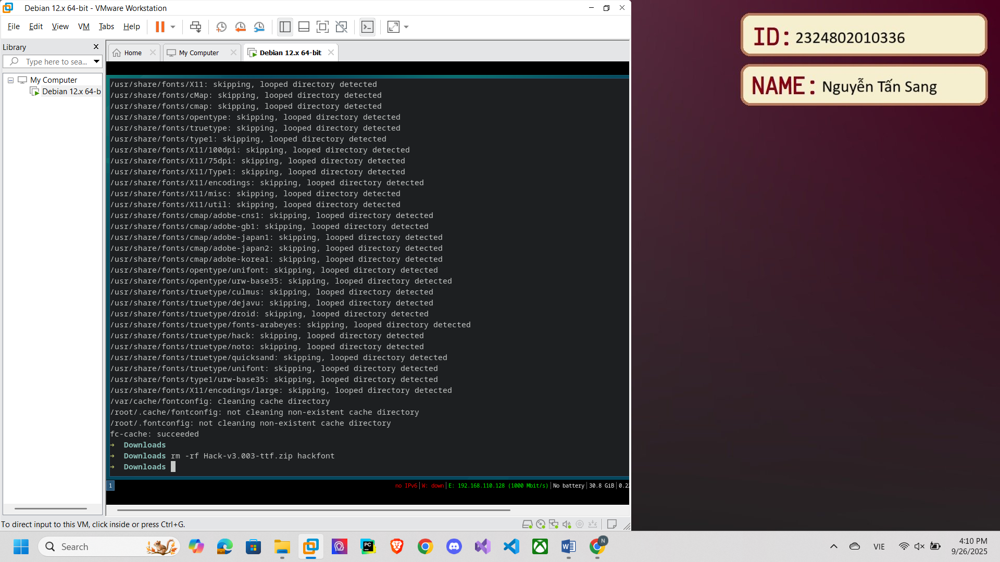 Debian 12.x 64-bit - VMware Workstation
File Edit View VM Tabs Help
Library
Type here to sea...
My Computer
Debian 12.x 64-b
Home
My Computer
Debian 12.x 64-bit
/usr/share/fonts/X11: skipping, looped directory detected
/usr/share/fonts/cMap: skipping, looped directory detected
/usr/share/fonts/cmap: skipping, looped directory detected
/usr/share/fonts/opentype: skipping, looped directory detected
/usr/share/fonts/truetype: skipping, looped directory detected
/usr/share/fonts/type1: skipping, looped directory detected
/usr/share/fonts/X11/100dpi: skipping, looped directory detected
/usr/share/fonts/X11/75dpi: skipping, looped directory detected
/usr/share/fonts/X11/Type1: skipping, looped directory detected
/usr/share/fonts/X11/encodings: skipping, looped directory detected
/usr/share/fonts/X11/misc: skipping, looped directory detected
/usr/share/fonts/X11/util: skipping, looped directory detected
/usr/share/fonts/cmap/adobe-cns1: skipping, looped directory detected
/usr/share/fonts/cmap/adobe-gb1: skipping, looped directory detected
/usr/share/fonts/cmap/adobe-japan1: skipping, looped directory detected
/usr/share/fonts/cmap/adobe-japan2: skipping, looped directory detected
/usr/share/fonts/cmap/adobe-korea1: skipping, looped directory detected
/usr/share/fonts/opentype/unifont: skipping, looped directory detected
/usr/share/fonts/opentype/urw-base35: skipping, looped directory detected
/usr/share/fonts/truetype/culmus: skipping, looped directory detected
/usr/share/fonts/truetype/dejavu: skipping, looped directory detected
/usr/share/fonts/truetype/droid: skipping, looped directory detected
/usr/share/fonts/truetype/fonts-arabeyes: skipping, looped directory detected
/usr/share/fonts/truetype/hack: skipping, looped directory detected
/usr/share/fonts/truetype/noto: skipping, looped directory detected
/usr/share/fonts/truetype/quicksand: skipping, looped directory detected
/usr/share/fonts/truetype/unifont: skipping, looped directory detected
/usr/share/fonts/type1/urw-base35: skipping, looped directory detected
/usr/share/fonts/X11/encodings/large: skipping, looped directory detected
/var/cache/fontconfig: cleaning cache directory
/root/.cache/fontconfig: not cleaning non-existent cache directory
/root/.fontconfig: not cleaning non-existent cache directory
fc-cache: succeeded
→ Downloads
→ Downloads rm -rf Hack-v3.003-ttf.zip hackfont
→ Downloads
1
no IPv6|W: down|E: 192.168.110.128 (1000 Mbit/s)|No battery|30.8 GiB|0.22
To direct input to this VM, click inside or press Ctrl+G.
ID: 2324802010336
NAME: Nguyễn Tấn Sang
Search
PC
N
VIE
4:10 PM
9/26/2025